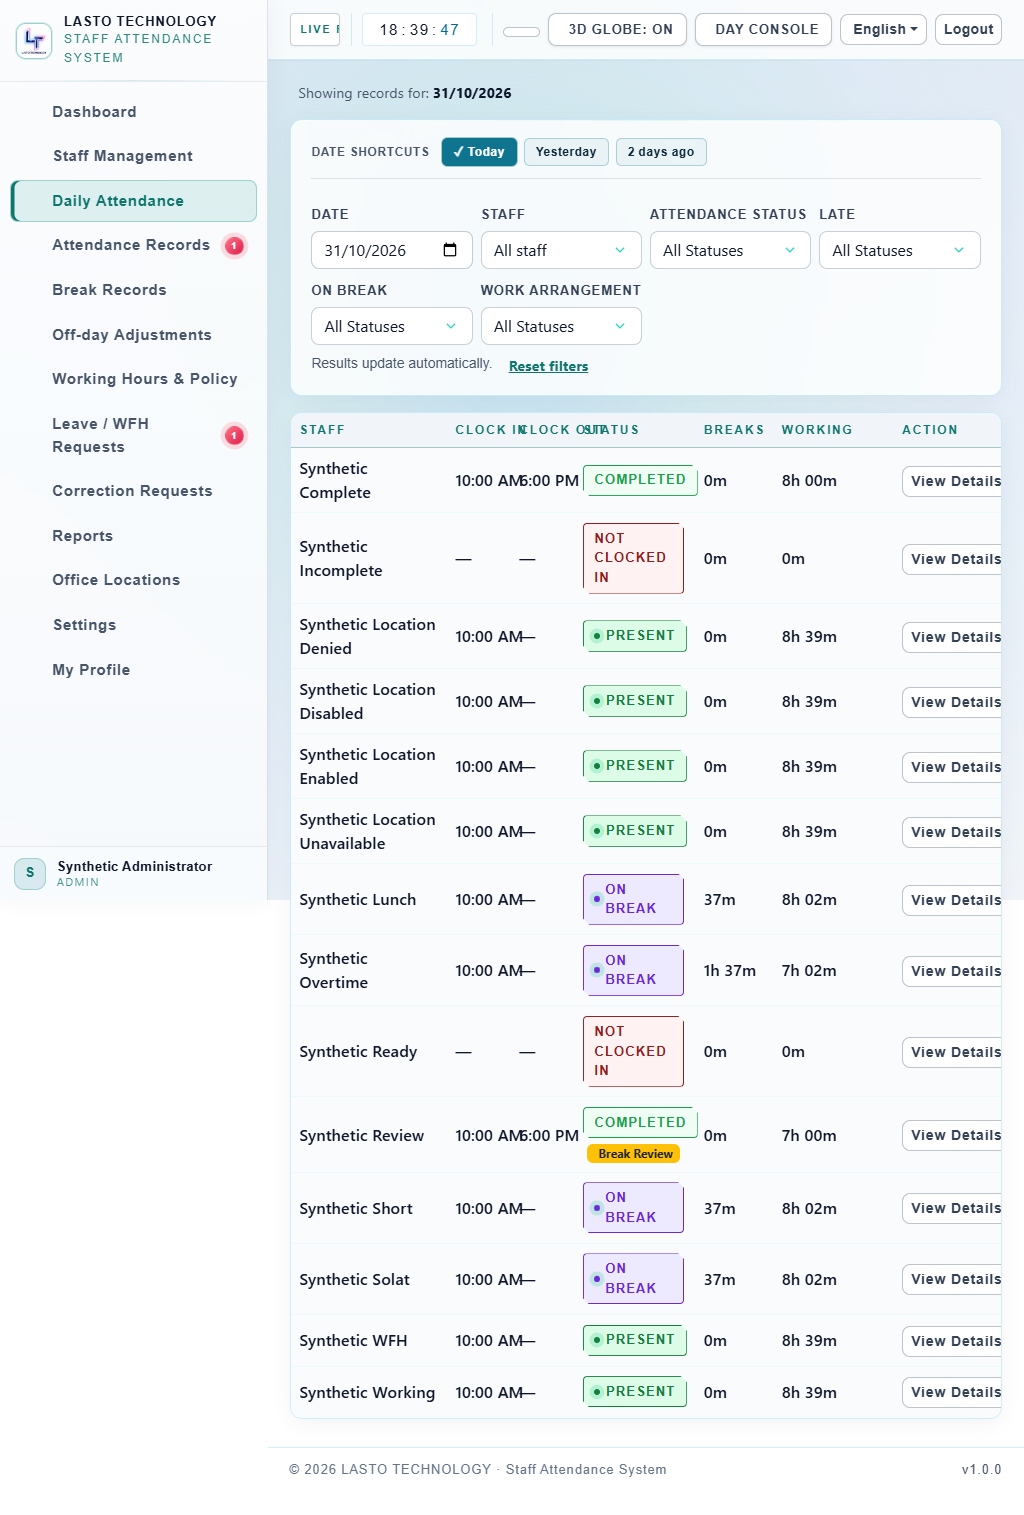 LASTO TECHNOLOGY
STAFF ATTENDANCE
SYSTEM
Dashboard
Staff Management
Daily Attendance
Attendance Records 1
Break Records
Off-day Adjustments
Working Hours & Policy
Leave / WFH
Requests 1
Correction Requests
Reports
Office Locations
Settings
My Profile
S Synthetic Administrator
ADMIN
LIVE 18 : 39 : 47 3D GLOBE: ON DAY CONSOLE English Logout
Showing records for: 31/10/2026
DATE SHORTCUTS ✓ Today Yesterday 2 days ago
DATE STAFF ATTENDANCE STATUS LATE
31/10/2026 All staff All Statuses All Statuses
ON BREAK WORK ARRANGEMENT
All Statuses All Statuses
Results update automatically. Reset filters
STAFF CLOCK IN CLOCK OUT STATUS BREAKS WORKING ACTION
Synthetic
Complete 10:00 AM 6:00 PM COMPLETED 0m 8h 00m View Details
Synthetic
Incomplete — — NOT
CLOCKED
IN 0m 0m View Details
Synthetic Location
Denied 10:00 AM — PRESENT 0m 8h 39m View Details
Synthetic Location
Disabled 10:00 AM — PRESENT 0m 8h 39m View Details
Synthetic Location
Enabled 10:00 AM — PRESENT 0m 8h 39m View Details
Synthetic Location
Unavailable 10:00 AM — PRESENT 0m 8h 39m View Details
Synthetic Lunch 10:00 AM — ON
BREAK 37m 8h 02m View Details
Synthetic
Overtime 10:00 AM — ON
BREAK 1h 37m 7h 02m View Details
Synthetic Ready — — NOT
CLOCKED
IN 0m 0m View Details
Synthetic Review 10:00 AM 6:00 PM COMPLETED 0m 7h 00m View Details
Break Review
Synthetic Short 10:00 AM — ON
BREAK 37m 8h 02m View Details
Synthetic Solat 10:00 AM — ON
BREAK 37m 8h 02m View Details
Synthetic WFH 10:00 AM — PRESENT 0m 8h 39m View Details
Synthetic Working 10:00 AM — PRESENT 0m 8h 39m View Details
© 2026 LASTO TECHNOLOGY · Staff Attendance System v1.0.0